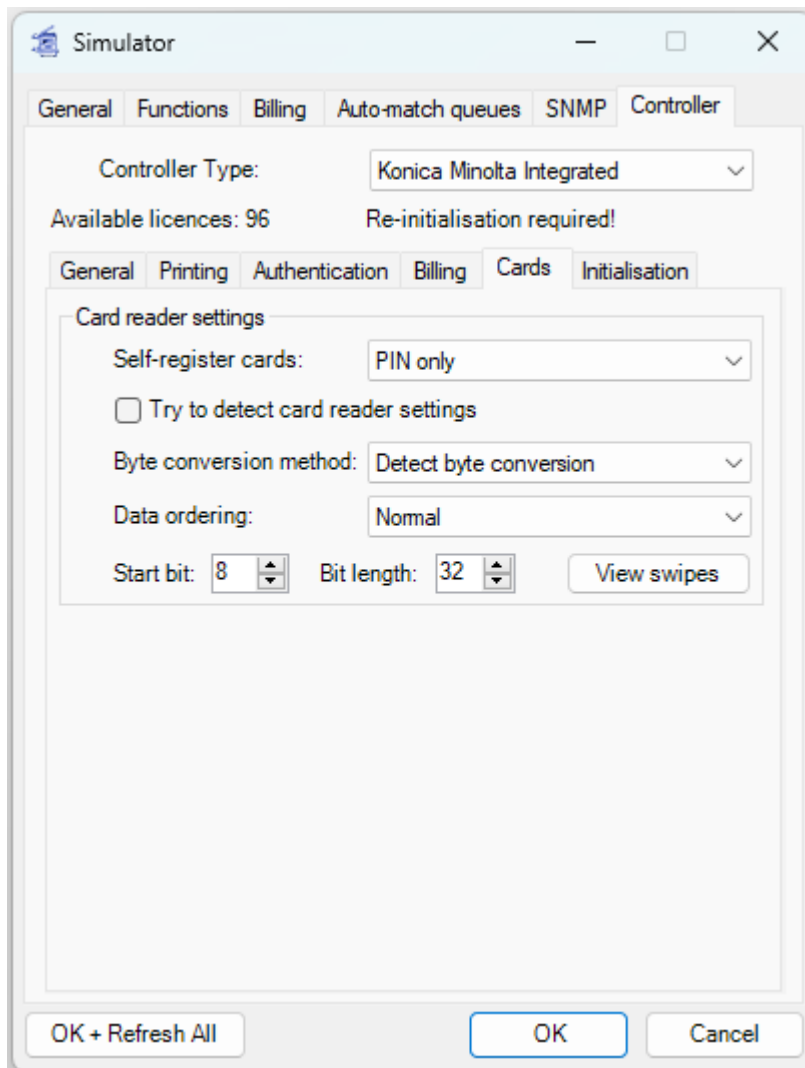 Simulator
General Functions Billing Auto-match queues SNMP Controller
Controller Type: Konica Minolta Integrated
Available licences: 96 Re-initialisation required!
General Printing Authentication Billing Cards Initialisation
Card reader settings
Self-register cards: PIN only
Try to detect card reader settings
Byte conversion method: Detect byte conversion
Data ordering: Normal
Start bit: 8 Bit length: 32 View swipes
OK + Refresh All OK Cancel